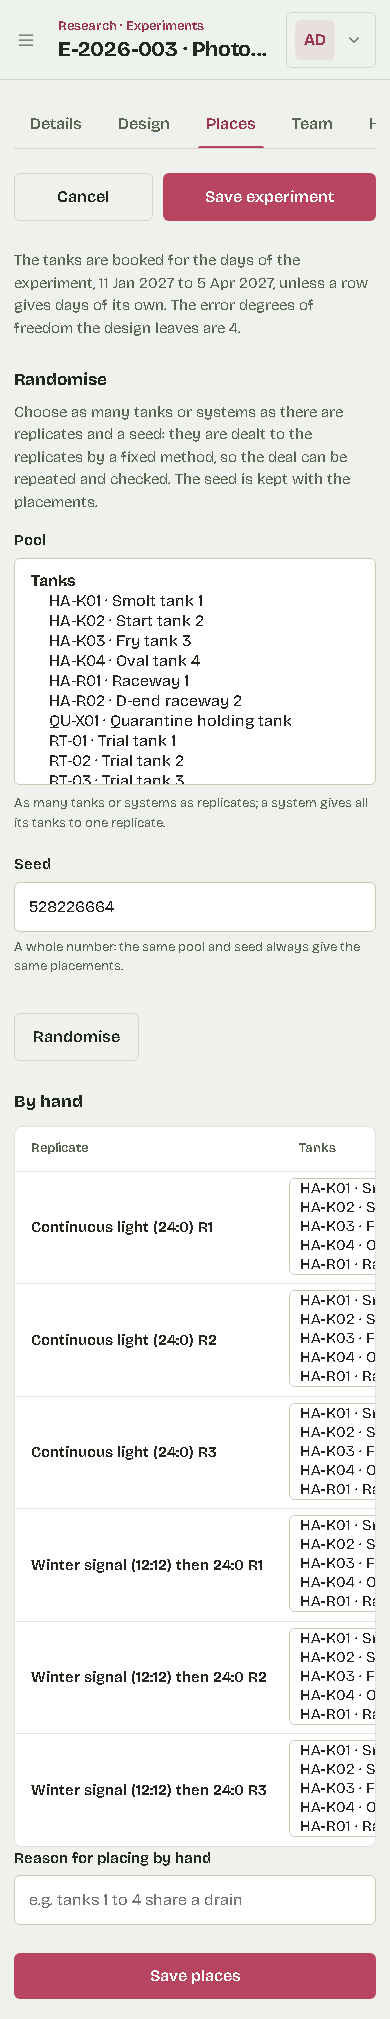 Research · Experiments
E-2026-003 · Photo...
AD
Details Design Places Team
Cancel Save experiment
The tanks are booked for the days of the
experiment, 11 Jan 2027 to 5 Apr 2027, unless a row
gives days of its own. The error degrees of
freedom the design leaves are 4.
Randomise
Choose as many tanks or systems as there are
replicates and a seed: they are dealt to the
replicates by a fixed method, so the deal can be
repeated and checked. The seed is kept with the
placements.
Pool
Tanks
HA-K01 · Smolt tank 1
HA-K02 · Start tank 2
HA-K03 · Fry tank 3
HA-K04 · Oval tank 4
HA-R01 · Raceway 1
HA-R02 · D-end raceway 2
QU-X01 · Quarantine holding tank
RT-01 · Trial tank 1
RT-02 · Trial tank 2
RT-03 · Trial tank 3
As many tanks or systems as replicates; a system gives all
its tanks to one replicate.
Seed
528226664
A whole number: the same pool and seed always give the
same placements.
Randomise
By hand
Replicate Tanks
HA-K01 · S
HA-K02 · S
Continuous light (24:0) R1 HA-K03 · F
HA-K04 · O
HA-R01 · Ra
HA-K01 · S
HA-K02 · S
Continuous light (24:0) R2 HA-K03 · F
HA-K04 · O
HA-R01 · Ra
HA-K01 · S
HA-K02 · S
Continuous light (24:0) R3 HA-K03 · F
HA-K04 · O
HA-R01 · Ra
HA-K01 · S
HA-K02 · S
Winter signal (12:12) then 24:0 R1 HA-K03 · F
HA-K04 · O
HA-R01 · Ra
HA-K01 · S
HA-K02 · S
Winter signal (12:12) then 24:0 R2 HA-K03 · F
HA-K04 · O
HA-R01 · Ra
HA-K01 · S
HA-K02 · S
Winter signal (12:12) then 24:0 R3 HA-K03 · F
HA-K04 · O
HA-R01 · Ra
Reason for placing by hand
e.g. tanks 1 to 4 share a drain
Save places